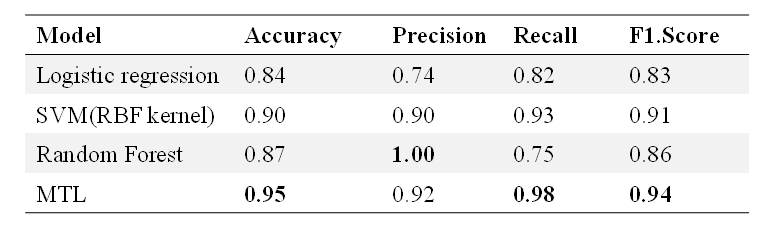 Model Accuracy Precision Recall F1.Score
Logistic regression 0.84 0.74 0.82 0.83
SVM(RBF kernel) 0.90 0.90 0.93 0.91
Random Forest 0.87 1.00 0.75 0.86
MTL 0.95 0.92 0.98 0.94